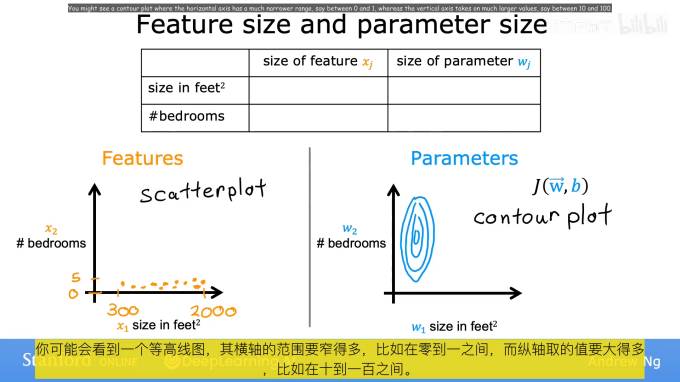 You might see a contour plot where the horizontal axis has a much narrower range, say between 0 and 1, whereas the vertical axis takes on much larger values, say between 10 and 100.
Feature size and parameter size
bilibili
size of feature xⱼ
size of parameter wⱼ
size in feet²
#bedrooms
Features
Parameters
scatterplot
J(w⃗, b)
contour plot
x₂
# bedrooms
5
0
300
2000
x₁ size in feet²
w₂
# bedrooms
w₁ size in feet²
Stanford ONLINE
DeepLearning
Andrew Ng
你可能会看到一个等高线图，其横轴的范围要窄得多，比如在零到一之间，而纵轴取的值要大得多
，比如在十到一百之间。